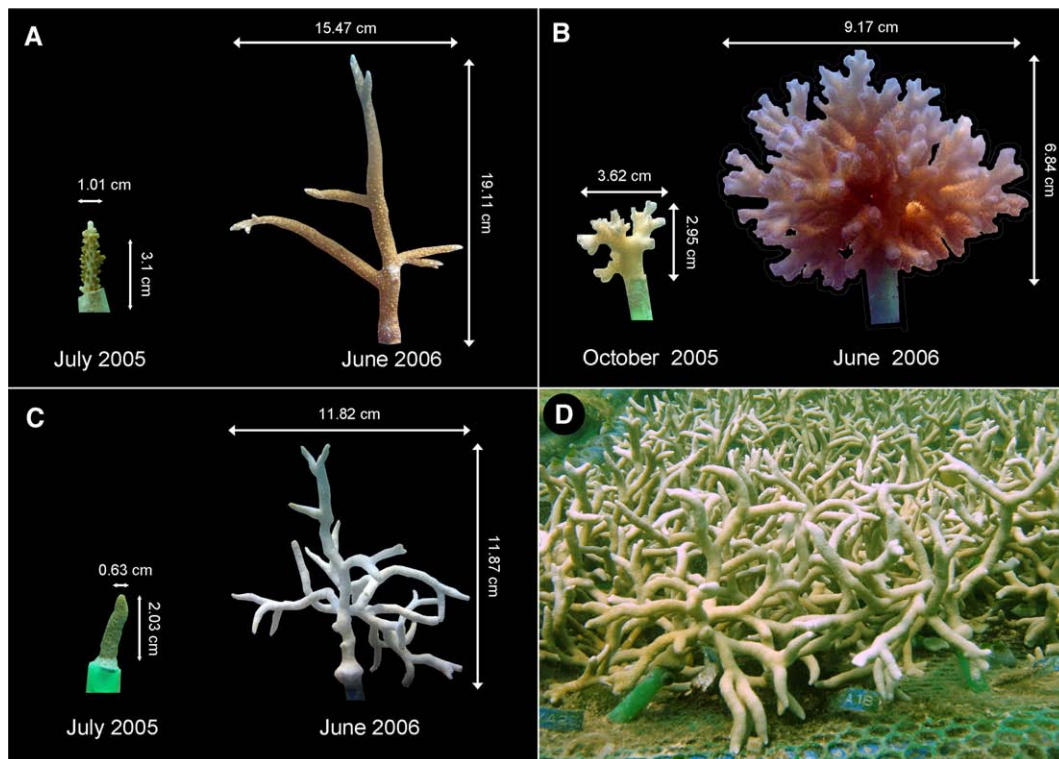 A
15.47 cm
19.11 cm
1.01 cm
3.1 cm
July 2005
June 2006
B
9.17 cm
6.84 cm
3.62 cm
2.95 cm
October 2005
June 2006
C
11.82 cm
11.87 cm
0.63 cm
2.03 cm
July 2005
June 2006
D
A1B